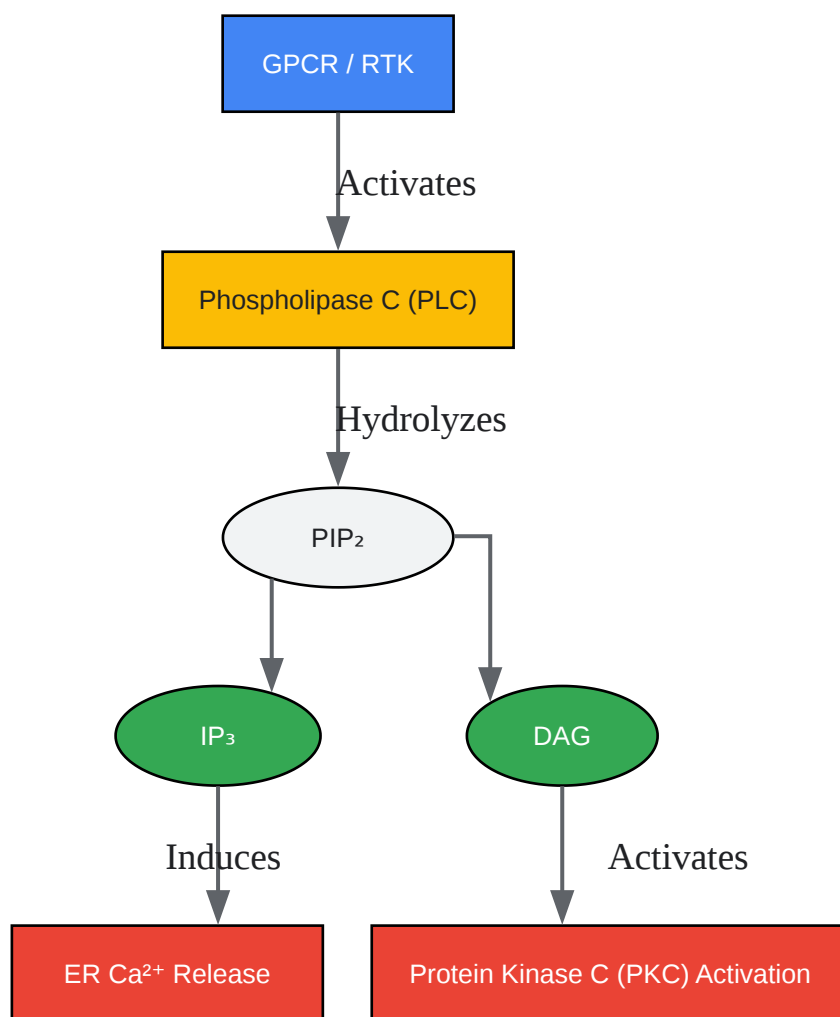 GPCR / RTK
Activates
Phospholipase C (PLC)
Hydrolyzes
PIP₂
IP₃
DAG
Induces
Activates
ER Ca²⁺ Release
Protein Kinase C (PKC) Activation